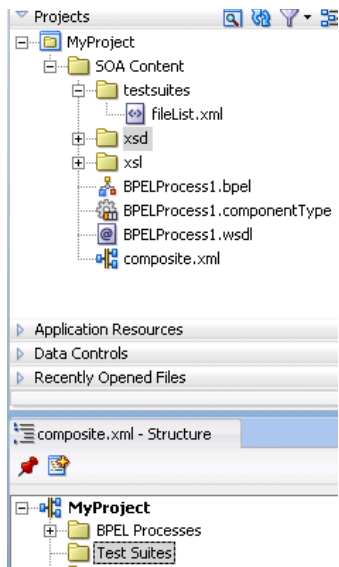 Projects
MyProject
SOA Content
testsuites
fileList.xml
xsd
xsl
BPELProcess1.bpel
BPELProcess1.componentType
BPELProcess1.wsdl
composite.xml
Application Resources
Data Controls
Recently Opened Files
composite.xml - Structure
MyProject
BPEL Processes
Test Suites